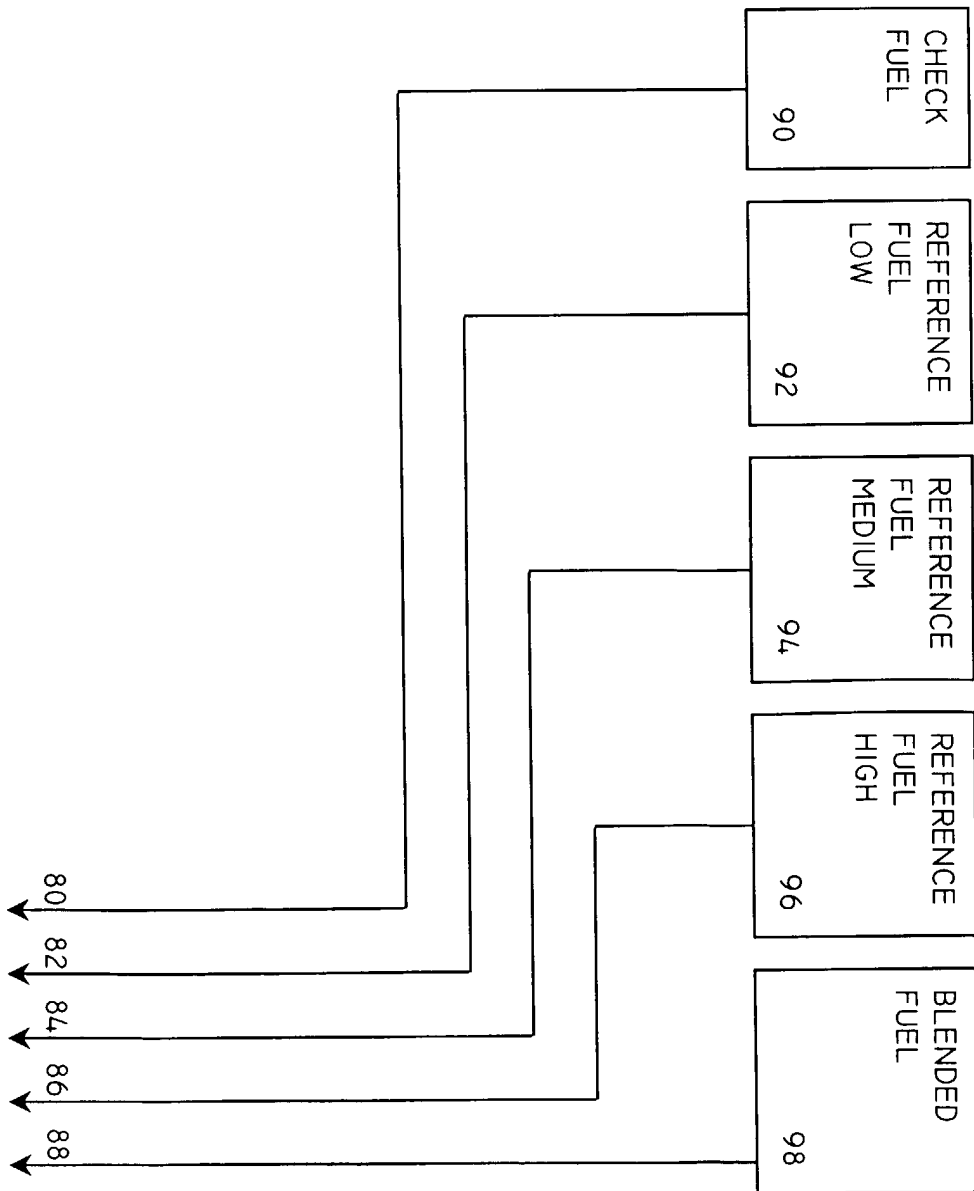 CHECK
FUEL
90
REFERENCE
FUEL
LOW
92
REFERENCE
FUEL
MEDIUM
94
REFERENCE
FUEL
HIGH
96
BLENDED
FUEL
98
80
82
84
86
88